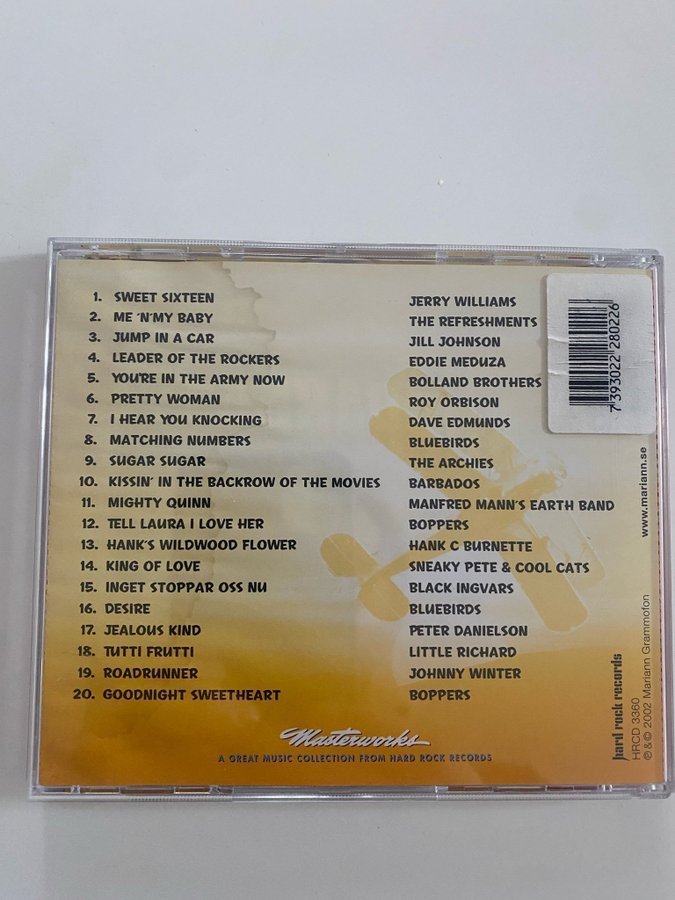 1. SWEET SIXTEEN JERRY WILLIAMS
2. ME 'N'MY BABY THE REFRESHMENTS
3. JUMP IN A CAR JILL JOHNSON
4. LEADER OF THE ROCKERS EDDIE MEDUZA
5. YOU'RE IN THE ARMY NOW BOLLAND BROTHERS
6. PRETTY WOMAN ROY ORBISON
7. I HEAR YOU KNOCKING DAVE EDMUNDS
8. MATCHING NUMBERS BLUEBIRDS
9. SUGAR SUGAR THE ARCHIES
10. KISSIN' IN THE BACKROW OF THE MOVIES BARBADOS
11. MIGHTY QUINN MANFRED MANN'S EARTH BAND
12. TELL LAURA I LOVE HER BOPPERS
13. HANK'S WILDWOOD FLOWER HANK C BURNETTE
14. KING OF LOVE SNEAKY PETE & COOL CATS
15. INGET STOPPAR OSS NU BLACK INGVARS
16. DESIRE BLUEBIRDS
17. JEALOUS KIND PETER DANIELSON
18. TUTTI FRUTTI LITTLE RICHARD
19. ROADRUNNER JOHNNY WINTER
20. GOODNIGHT SWEETHEART BOPPERS
Masterworks
A GREAT MUSIC COLLECTION FROM HARD ROCK RECORDS
7 393022 280226
www.mariann.se
hard rock records
HRCD 3360
℗&© 2002 Mariann Grammofon